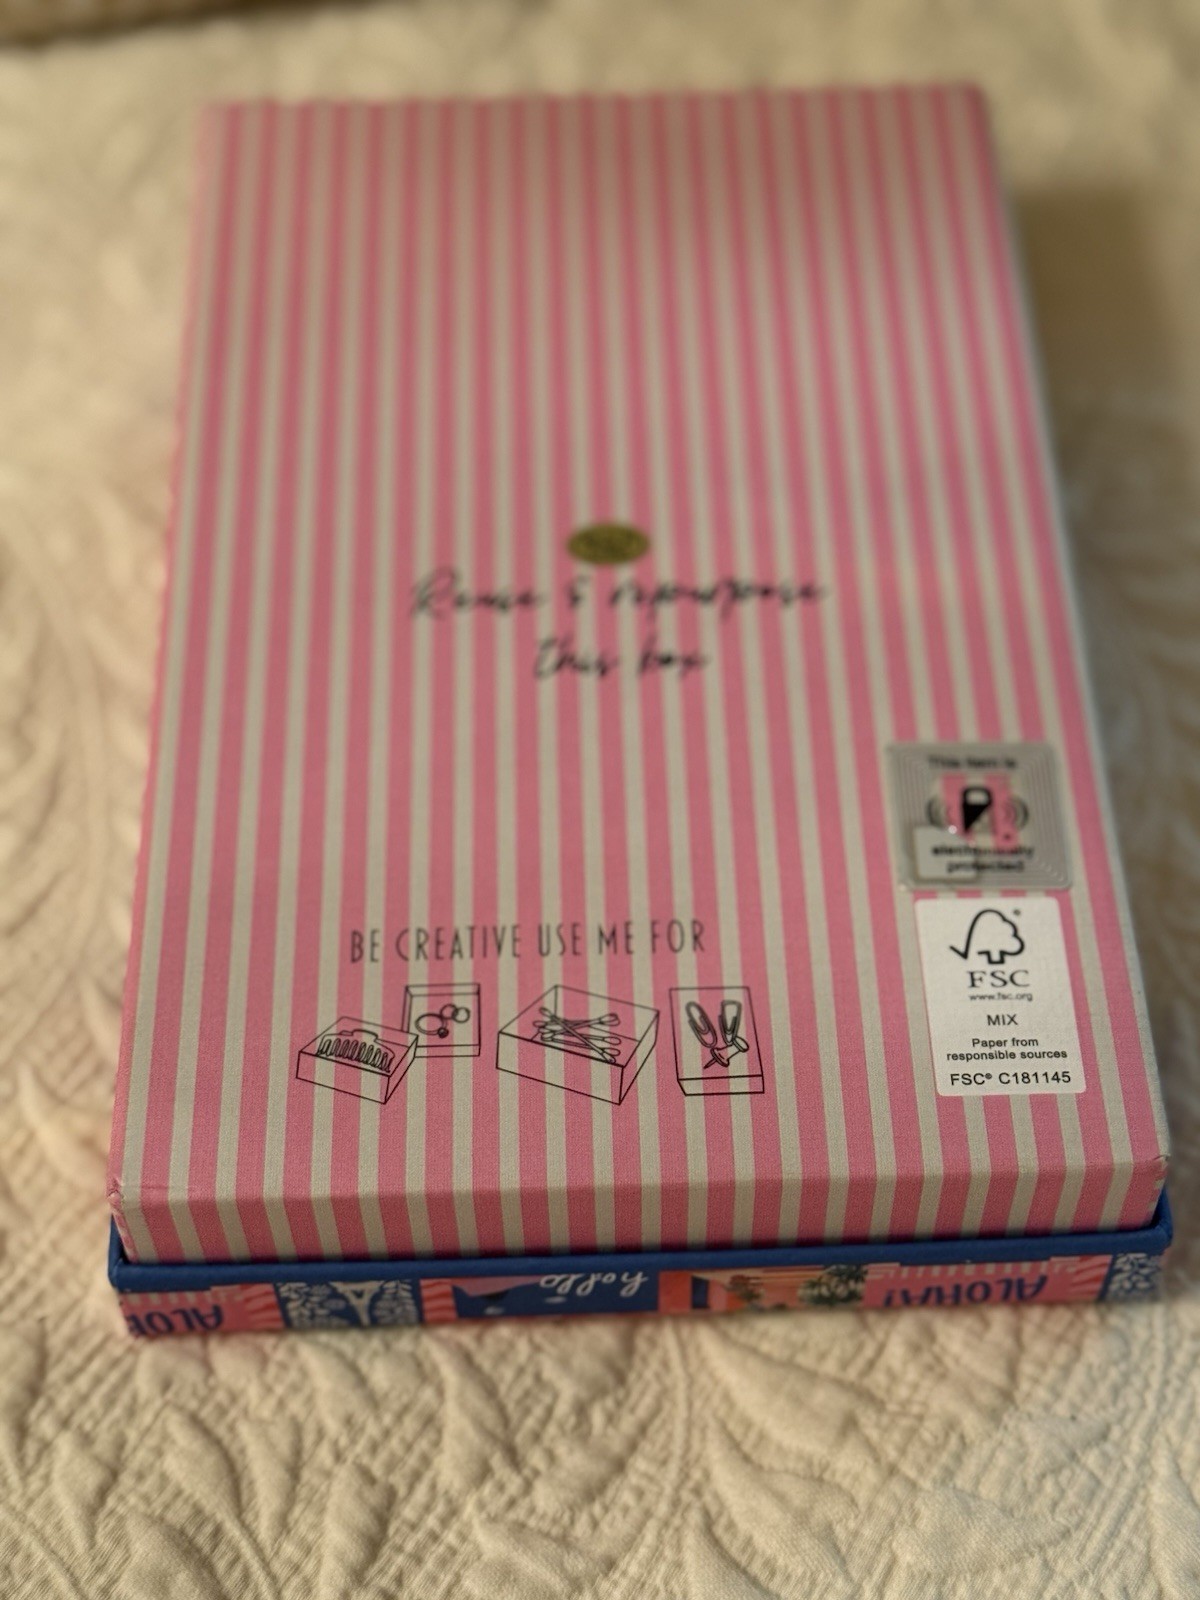 Reuse & repurpose
this box
This item is
electronically
protected
BE CREATIVE USE ME FOR
FSC®
www.fsc.org
MIX
Paper from
responsible sources
FSC® C181145
ALOHA!